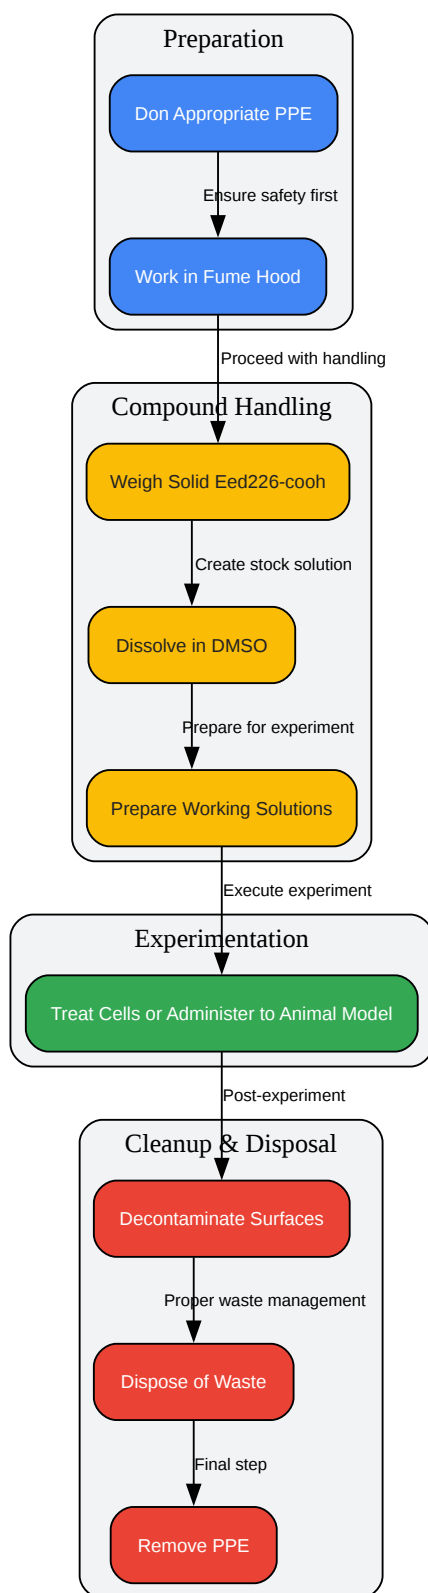 Preparation
Don Appropriate PPE
Ensure safety first
Work in Fume Hood
Proceed with handling
Compound Handling
Weigh Solid Eed226-cooh
Create stock solution
Dissolve in DMSO
Prepare for experiment
Prepare Working Solutions
Execute experiment
Experimentation
Treat Cells or Administer to Animal Model
Post-experiment
Cleanup & Disposal
Decontaminate Surfaces
Proper waste management
Dispose of Waste
Final step
Remove PPE